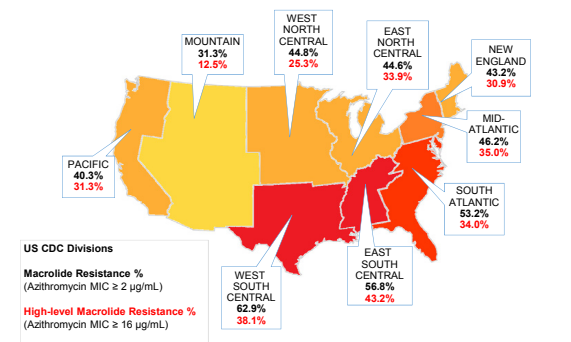 WEST
NORTH
CENTRAL
44.8%
25.3%
MOUNTAIN
31.3%
12.5%
EAST
NORTH
CENTRAL
44.6%
33.9%
NEW
ENGLAND
43.2%
30.9%
MID-
ATLANTIC
46.2%
35.0%
PACIFIC
40.3%
31.3%
SOUTH
ATLANTIC
53.2%
34.0%
EAST
SOUTH
CENTRAL
56.8%
43.2%
WEST
SOUTH
CENTRAL
62.9%
38.1%
US CDC Divisions
Macrolide Resistance %
(Azithromycin MIC ≥ 2 µg/mL)
High-level Macrolide Resistance %
(Azithromycin MIC ≥ 16 µg/mL)